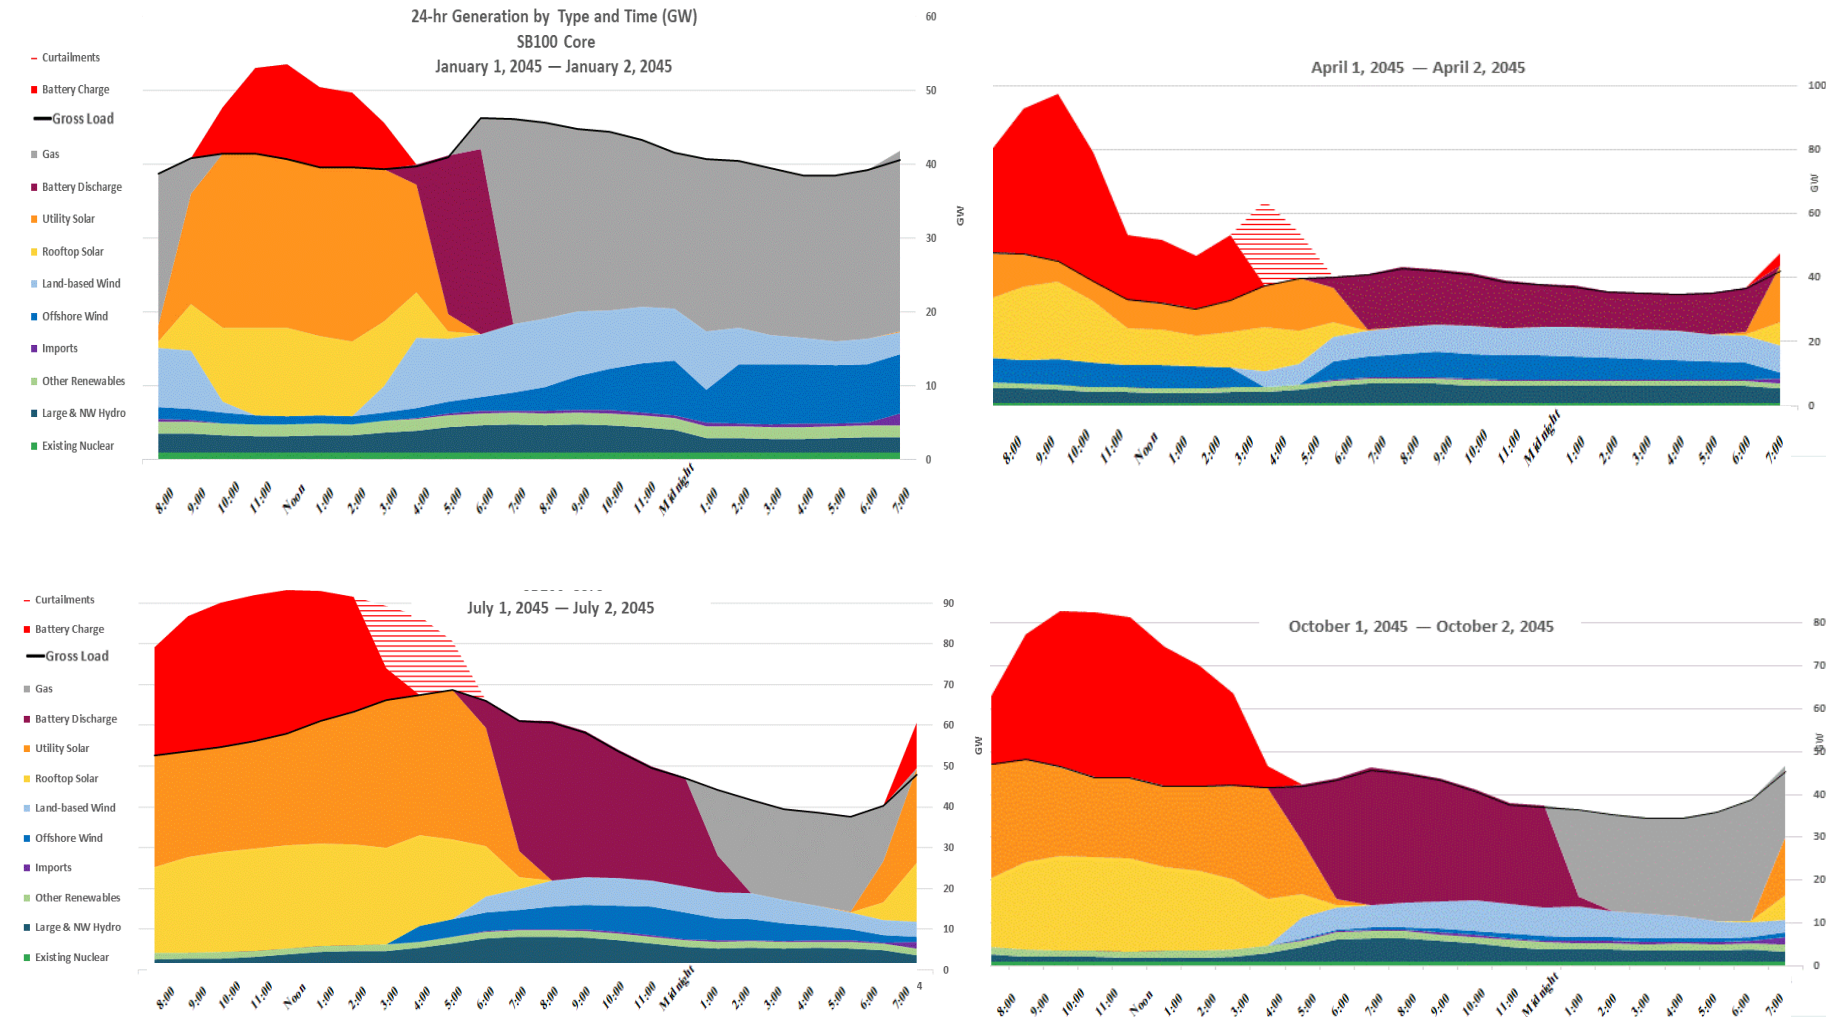 24-hr Generation by Type and Time (GW)
SB100 Core
January 1, 2045 — January 2, 2045
Curtailments
Battery Charge
Gross Load
Gas
Battery Discharge
Utility Solar
Rooftop Solar
Land-based Wind
Offshore Wind
Imports
Other Renewables
Large & NW Hydro
Existing Nuclear
60
50
40
30
20
10
0
GW
8:00 9:00 10:00 11:00 Noon 1:00 2:00 3:00 4:00 5:00 6:00 7:00 8:00 9:00 10:00 11:00 Midnight 1:00 2:00 3:00 4:00 5:00 6:00 7:00
April 1, 2045 — April 2, 2045
100
80
60
40
20
0
GW
8:00 9:00 10:00 11:00 Noon 1:00 2:00 3:00 4:00 5:00 6:00 7:00 8:00 9:00 10:00 11:00 Midnight 1:00 2:00 3:00 4:00 5:00 6:00 7:00
July 1, 2045 — July 2, 2045
Curtailments
Battery Charge
Gross Load
Gas
Battery Discharge
Utility Solar
Rooftop Solar
Land-based Wind
Offshore Wind
Imports
Other Renewables
Large & NW Hydro
Existing Nuclear
90
80
70
60
50
40
30
20
10
0
GW
8:00 9:00 10:00 11:00 Noon 1:00 2:00 3:00 4:00 5:00 6:00 7:00 8:00 9:00 10:00 11:00 Midnight 1:00 2:00 3:00 4:00 5:00 6:00 7:00
4
October 1, 2045 — October 2, 2045
80
70
60
50
40
30
20
10
0
GW
8:00 9:00 10:00 11:00 Noon 1:00 2:00 3:00 4:00 5:00 6:00 7:00 8:00 9:00 10:00 11:00 Midnight 1:00 2:00 3:00 4:00 5:00 6:00 7:00